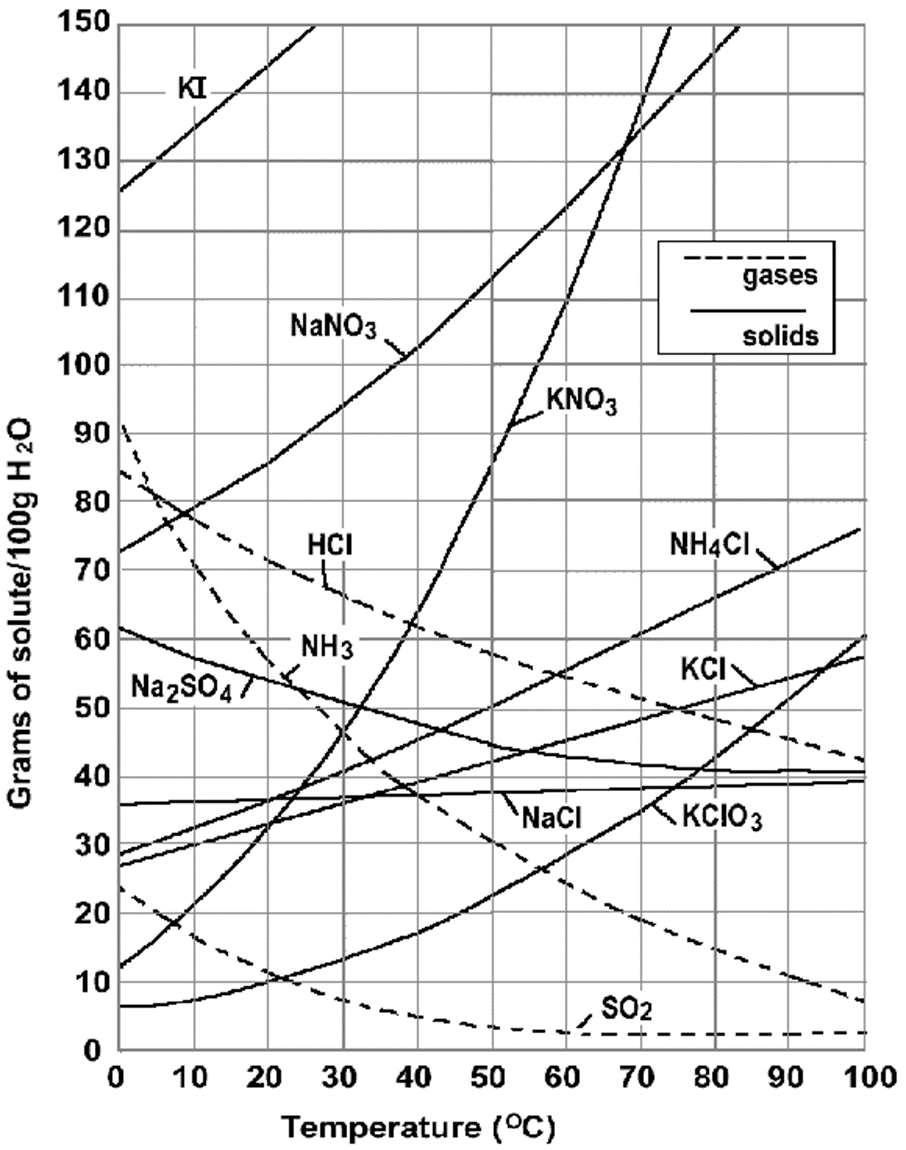 150
KI
140
130
120
gases
110
solids
NaNO3
100
KNO3
90
80
HCl
NH4Cl
70
60
NH3
KCl
Na2SO4
50
40
NaCl
KClO3
30
20
10
SO2
0
0 10 20 30 40 50 60 70 80 90 100
Temperature (OC)
Grams of solute/100g H2O